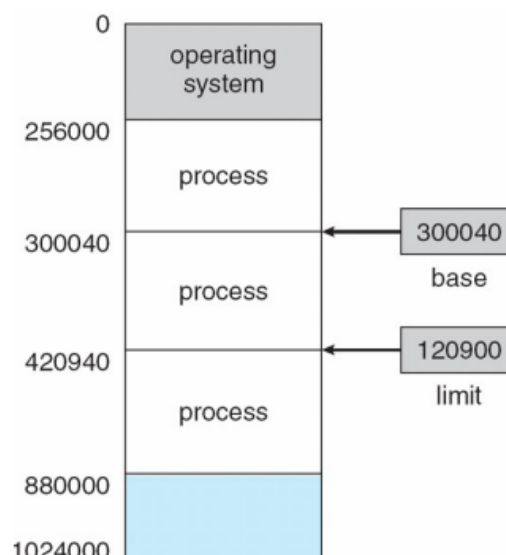 0
operating
system
256000
process
300040
300040
base
process
420940
120900
limit
process
880000
1024000